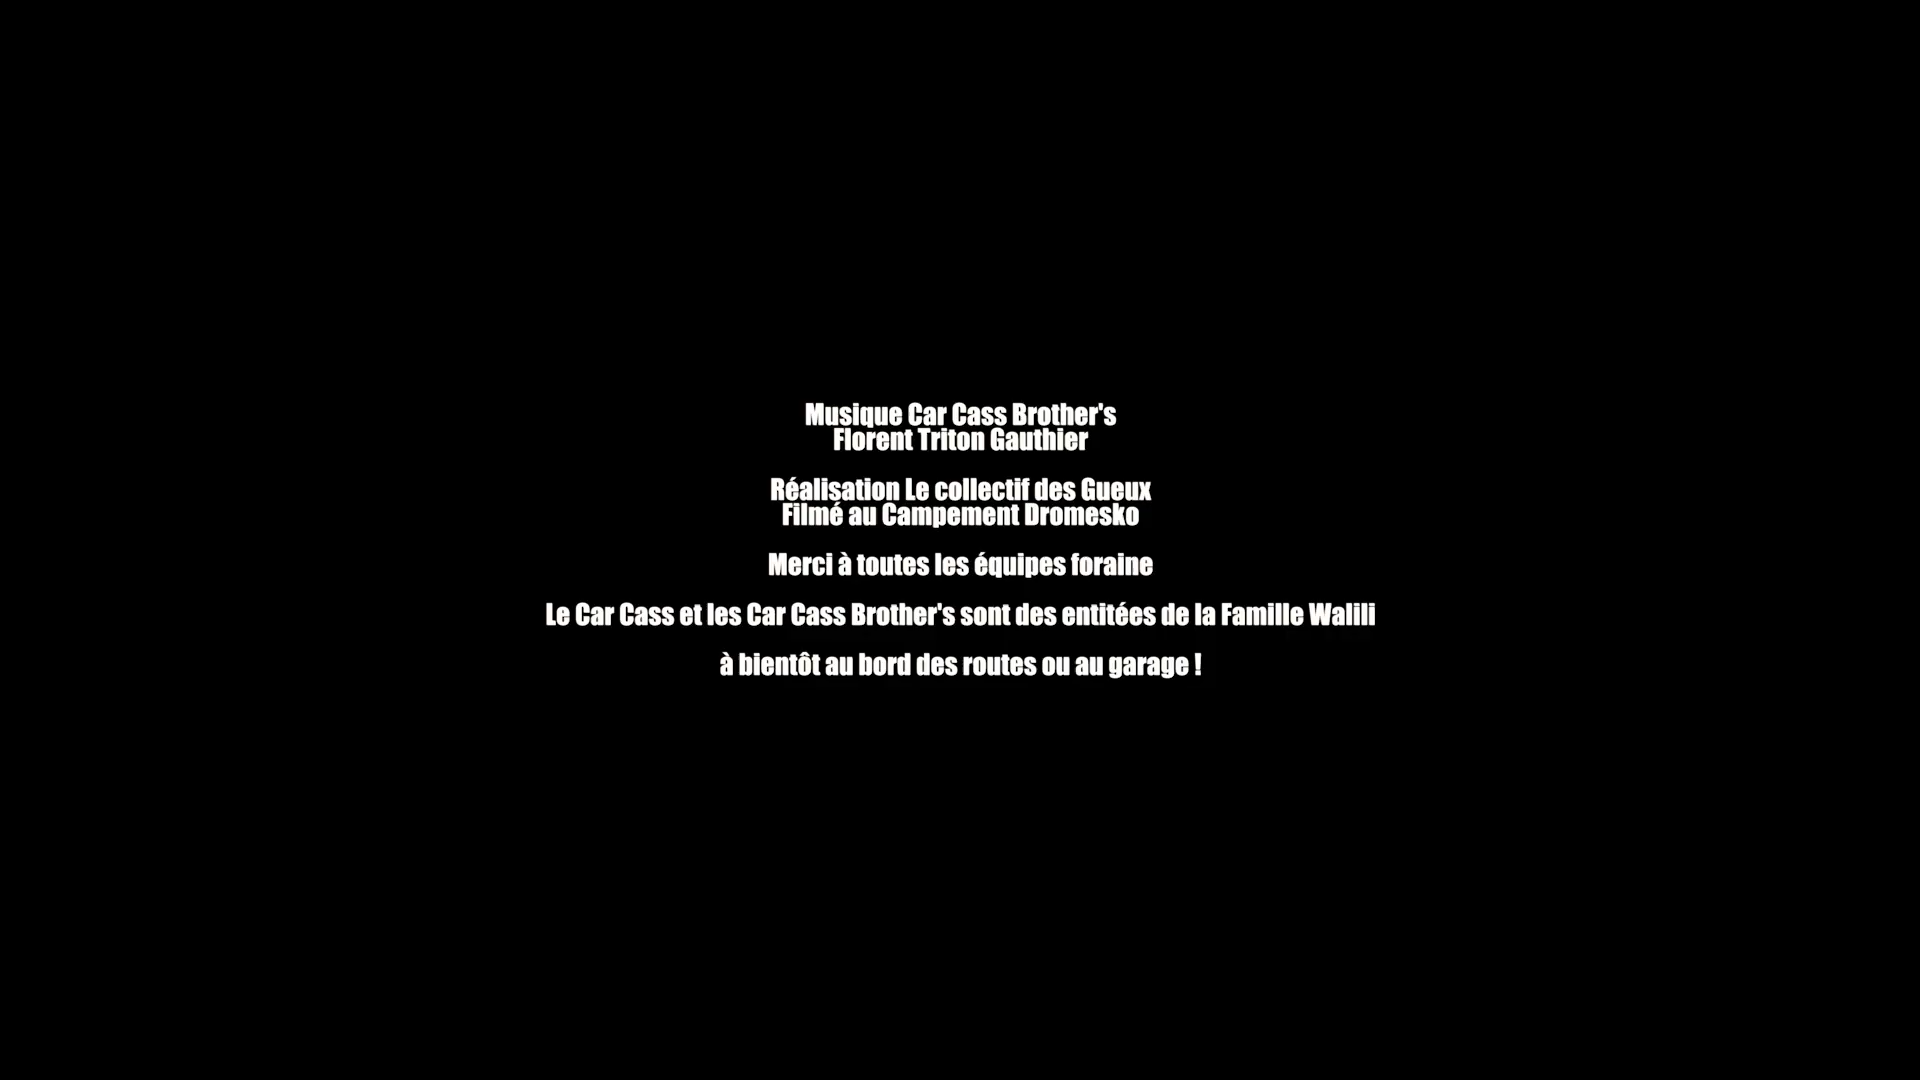 Musique Car Cass Brother's
Florent Triton Gauthier
Réalisation Le collectif des Gueux
Filmé au Campement Dromesko
Merci à toutes les équipes foraine
Le Car Cass et les Car Cass Brother's sont des entitées de la Famille Walili
à bientôt au bord des routes ou au garage !